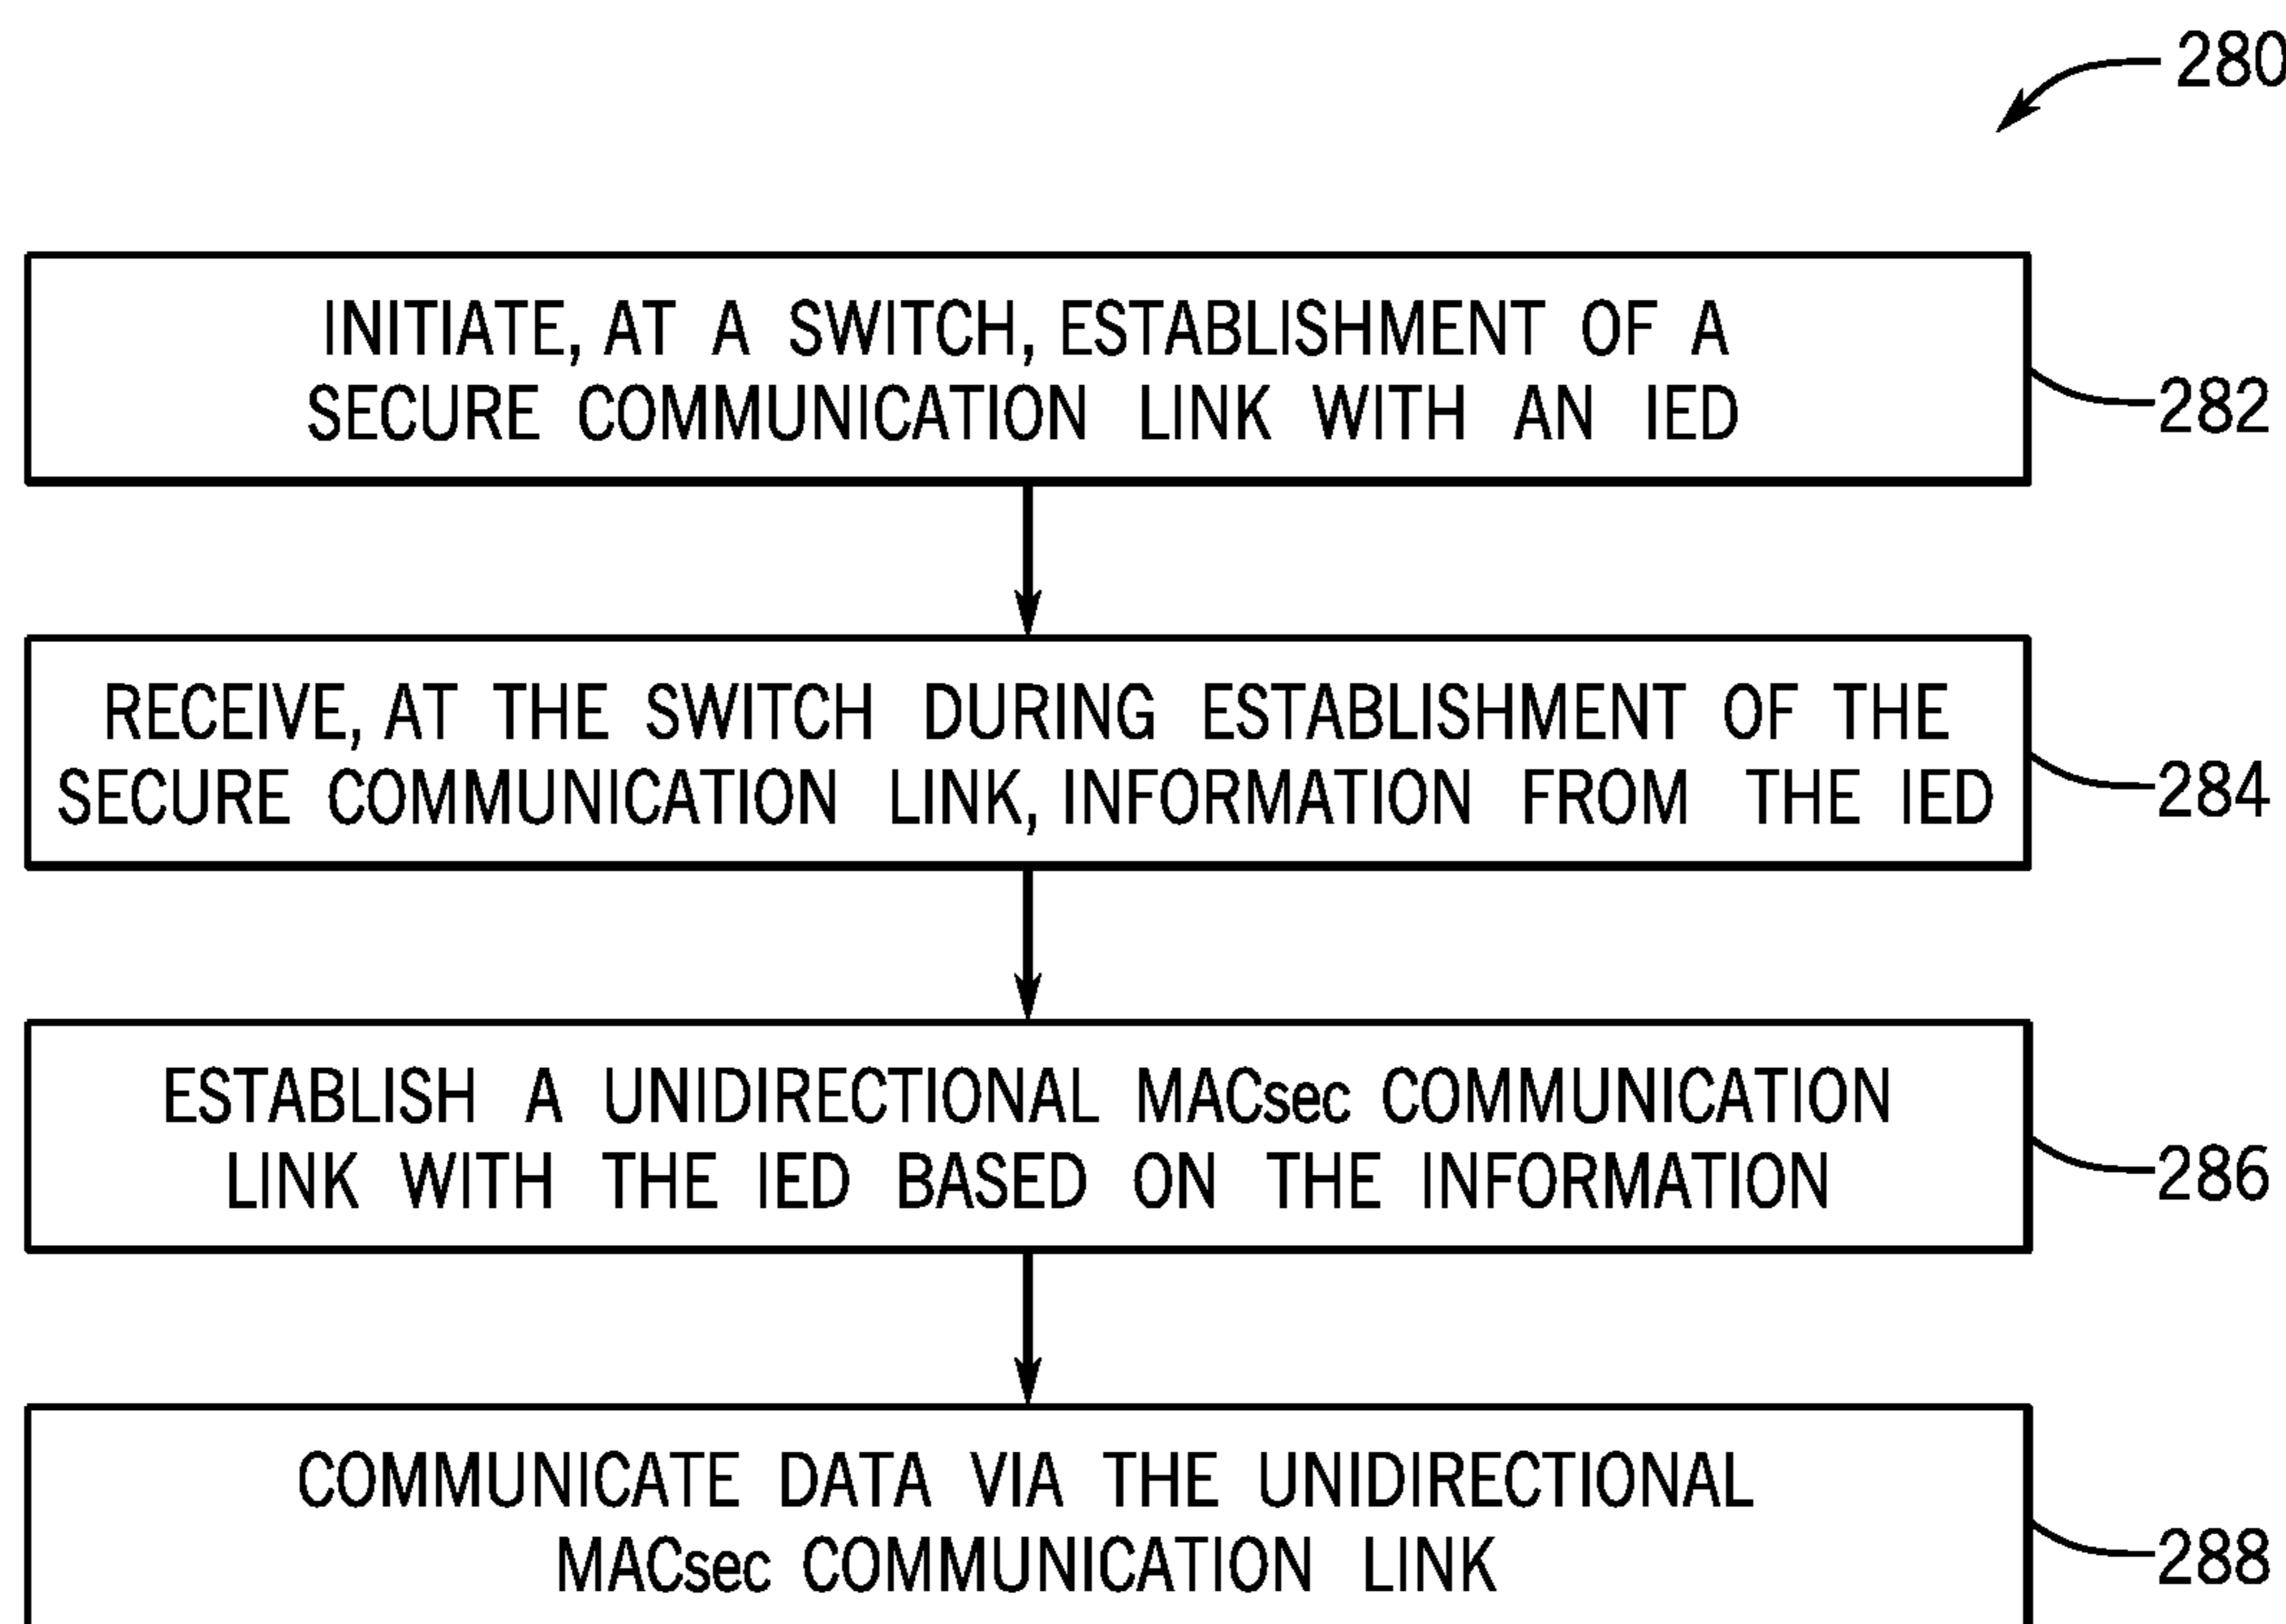 280
INITIATE, AT A SWITCH, ESTABLISHMENT OF A
SECURE COMMUNICATION LINK WITH AN IED
282
RECEIVE, AT THE SWITCH DURING ESTABLISHMENT OF THE
SECURE COMMUNICATION LINK, INFORMATION FROM THE IED
284
ESTABLISH A UNIDIRECTIONAL MACsec COMMUNICATION
LINK WITH THE IED BASED ON THE INFORMATION
286
COMMUNICATE DATA VIA THE UNIDIRECTIONAL
MACsec COMMUNICATION LINK
288